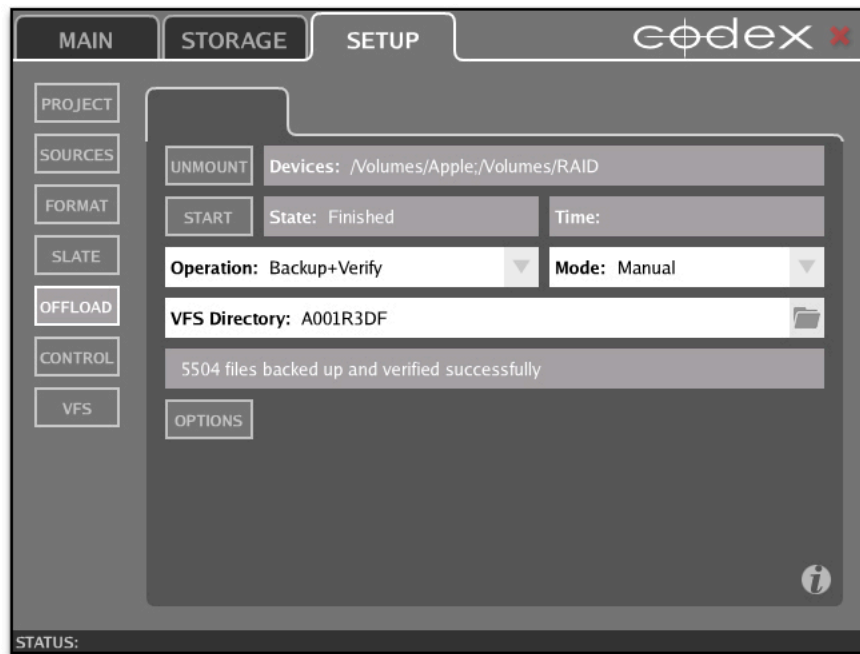 MAIN STORAGE SETUP codex
PROJECT
SOURCES
FORMAT
SLATE
OFFLOAD
CONTROL
VFS
UNMOUNT Devices: /Volumes/Apple;/Volumes/RAID
START State: Finished Time:
Operation: Backup+Verify Mode: Manual
VFS Directory: A001R3DF
5504 files backed up and verified successfully
OPTIONS
i
STATUS: